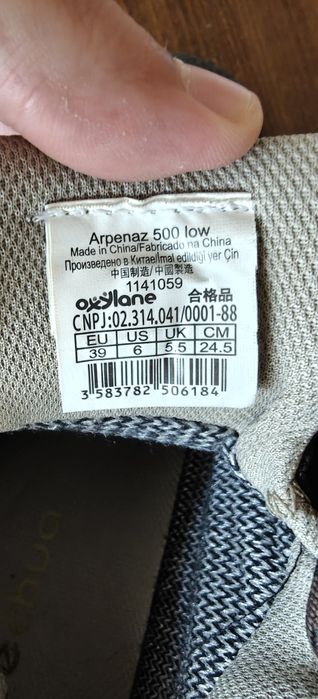 Arpenaz 500 low
Made in China/Fabricado na China
Произведено в Китае/imal edildigi yer Çin
中国制造/中國製造
1141059
oxylane 合格品
CNPJ:02.314.041/0001-88
EU US UK CM
39 6 5.5 24.5
3 583782 506184
echua